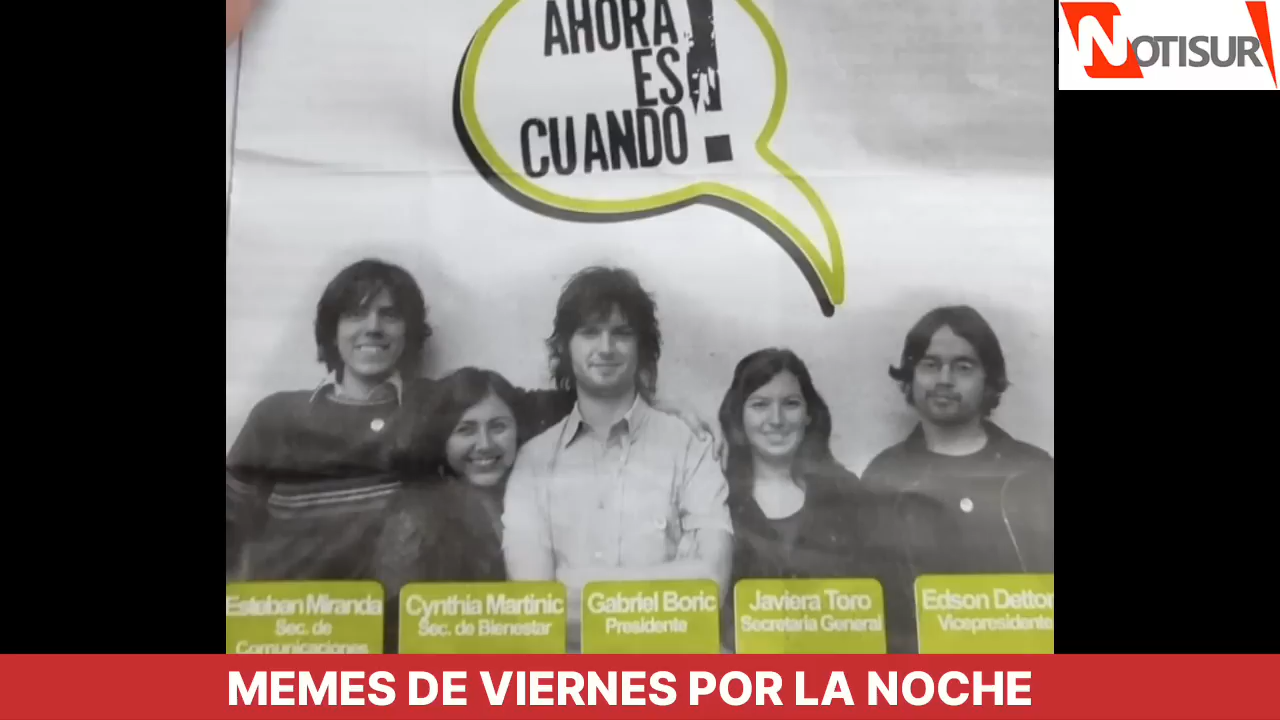 AHORA
ES
CUANDO!
NOTISUR
Esteban Miranda
Sec. de
Comunicaciones
Cynthia Martinic
Sec. de Bienestar
Gabriel Boric
Presidente
Javiera Toro
Secretaria General
Edson Dettor
Vicepresidente
MEMES DE VIERNES POR LA NOCHE